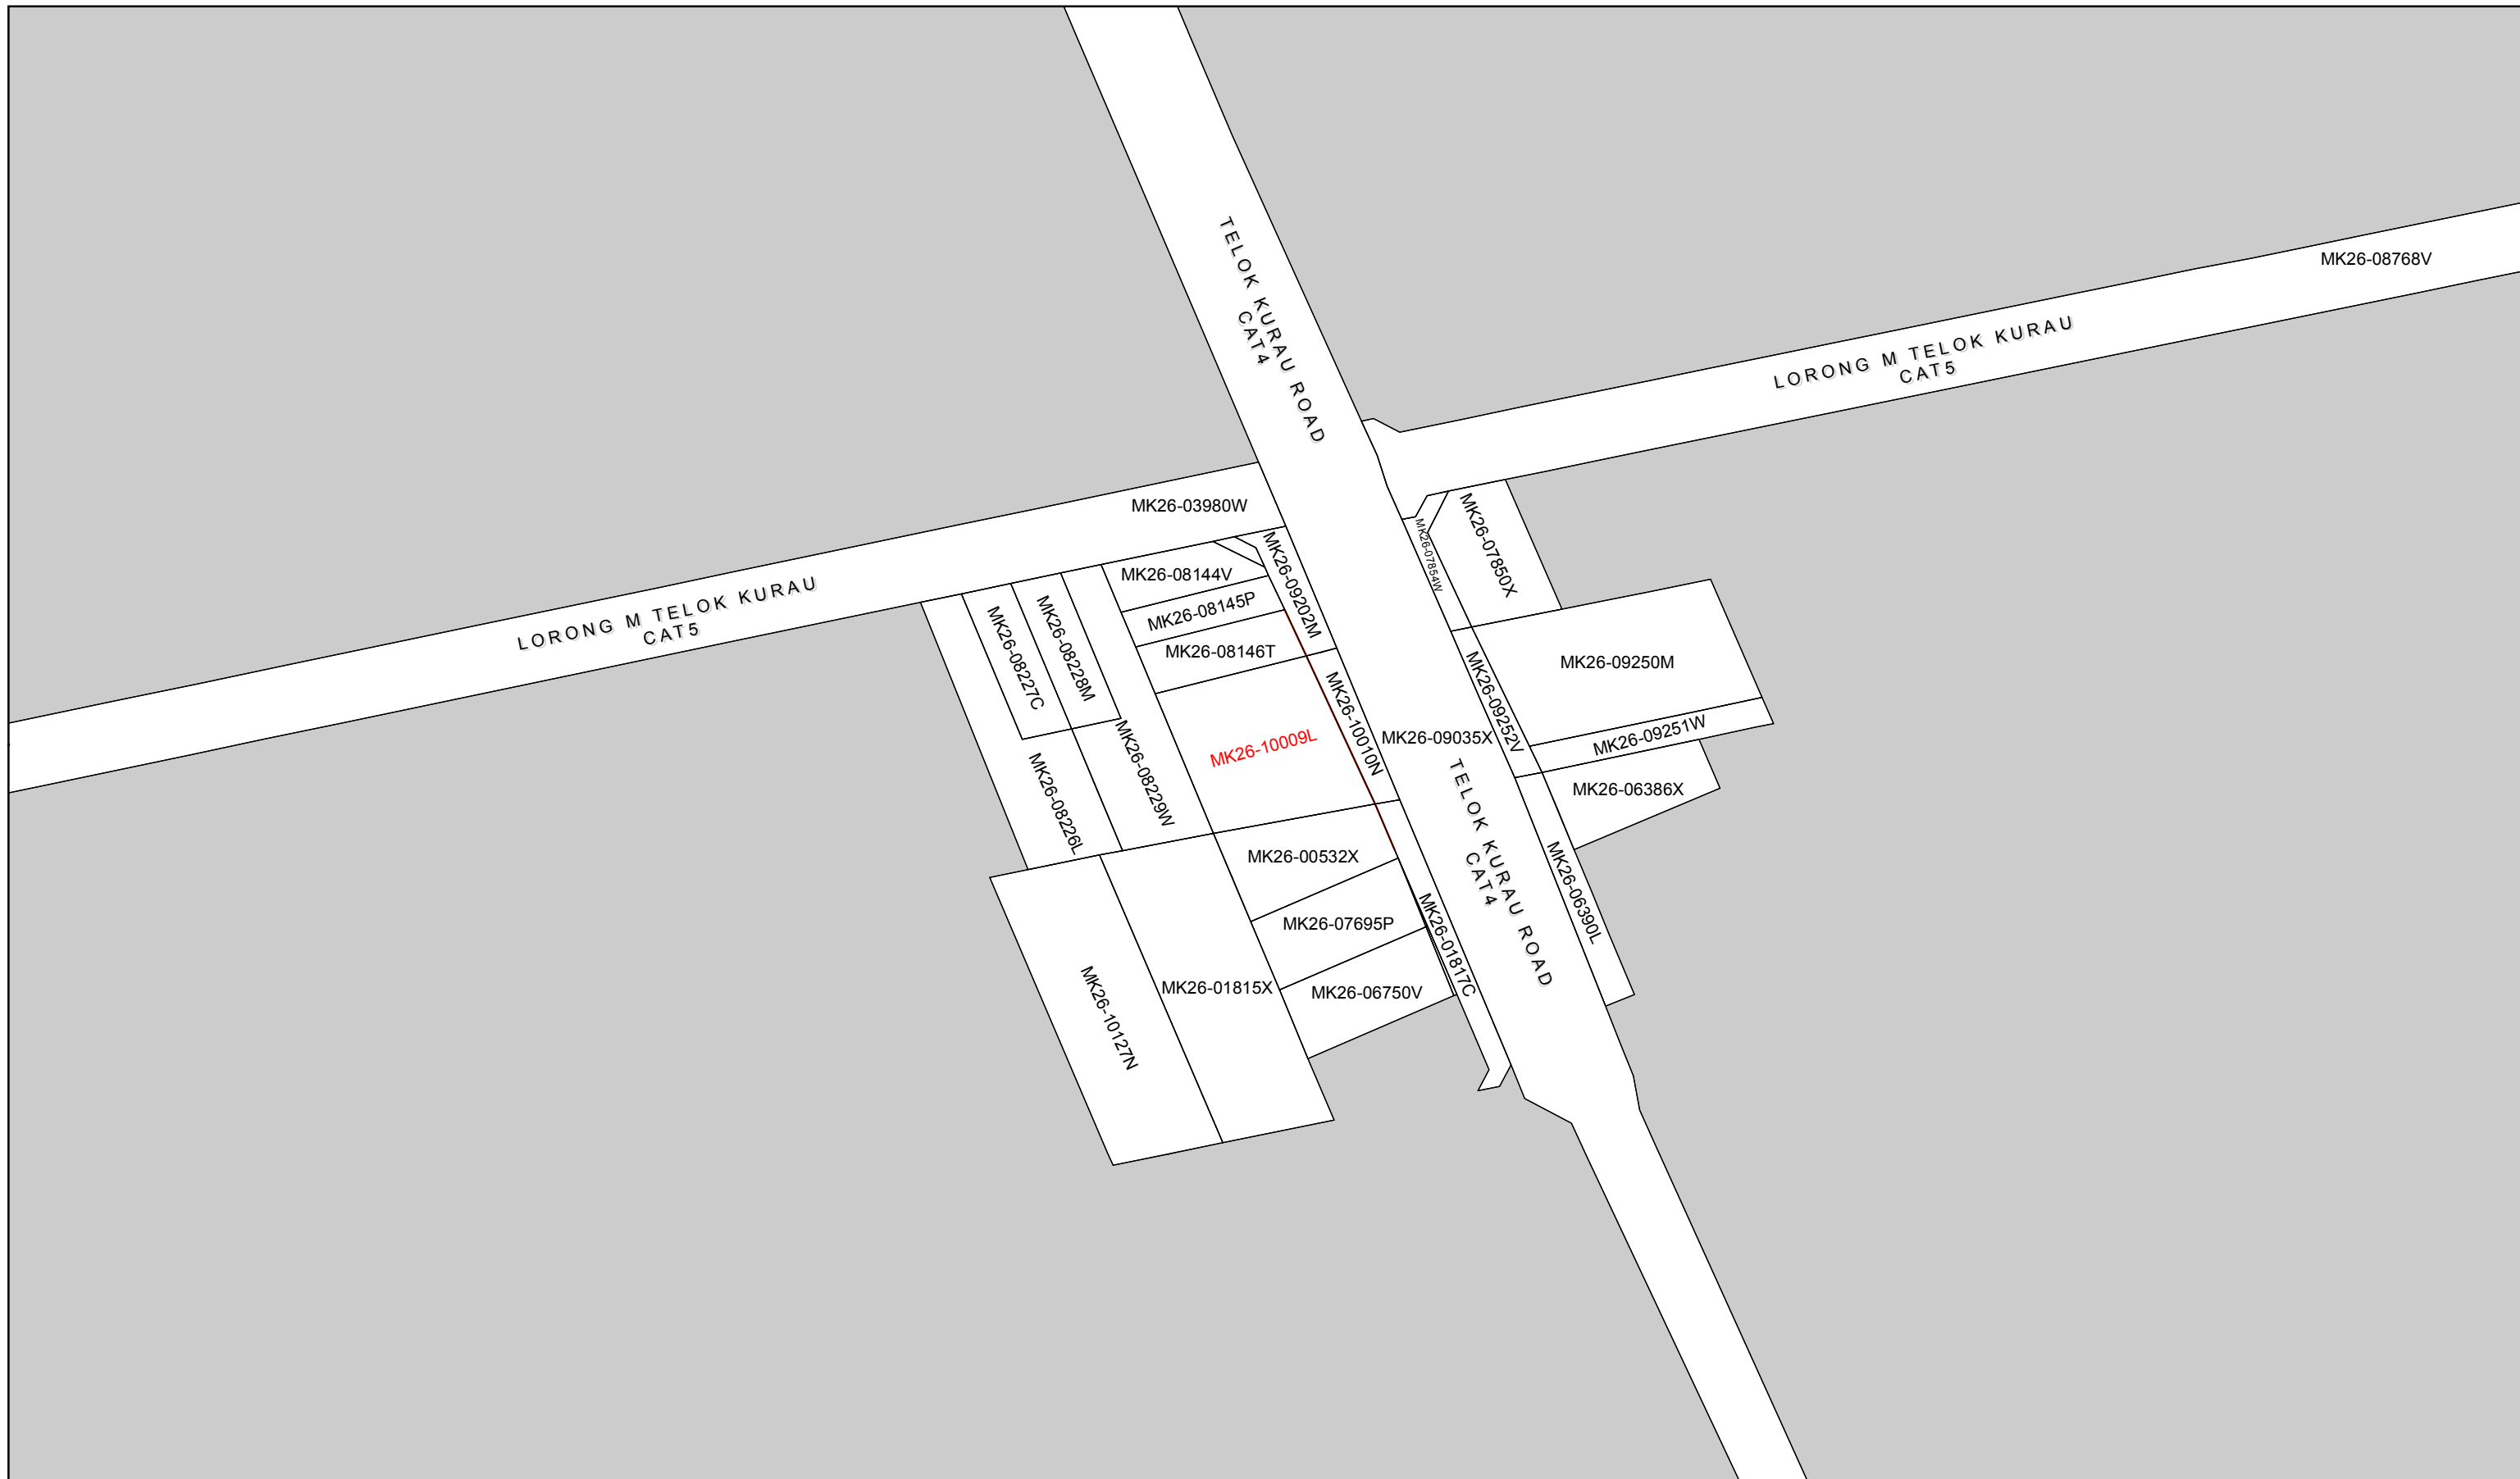 TELOK KURAU ROAD
CAT4
MK26-08768V
LORONG M TELOK KURAU
CAT5
MK26-03980W
MK26-07850X
MK26-07854W
MK26-09202M
MK26-08144V
MK26-08145P
MK26-08146T
LORONG M TELOK KURAU
CAT5
MK26-08227C
MK26-08228M
MK26-08229W
MK26-08226L
MK26-10009L
MK26-10010N
MK26-09035X
MK26-09252V
MK26-09250M
MK26-09251W
MK26-06386X
TELOK KURAU ROAD
CAT4
MK26-06390L
MK26-00532X
MK26-07695P
MK26-01817C
MK26-01815X
MK26-06750V
MK26-10127N